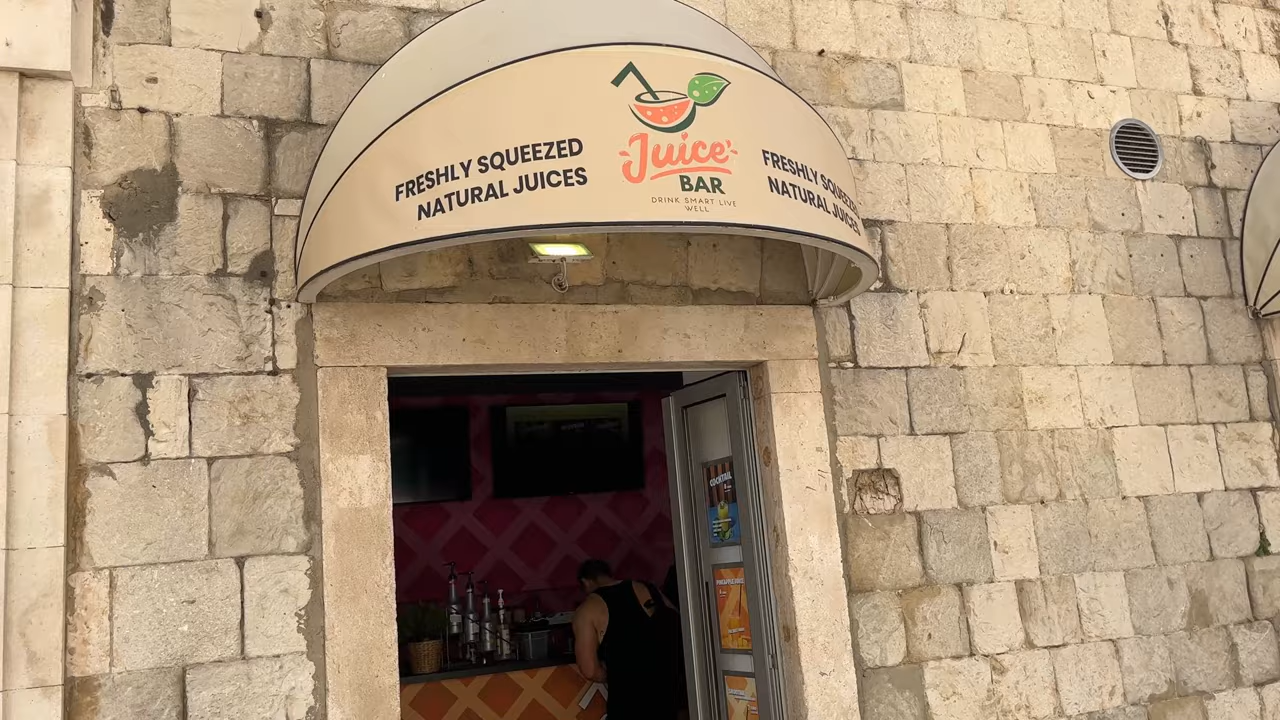 FRESHLY SQUEEZED
NATURAL JUICES
Juice
BAR
DRINK SMART LIVE
WELL
FRESHLY SQUEEZED
NATURAL JUICES
COCKTAIL